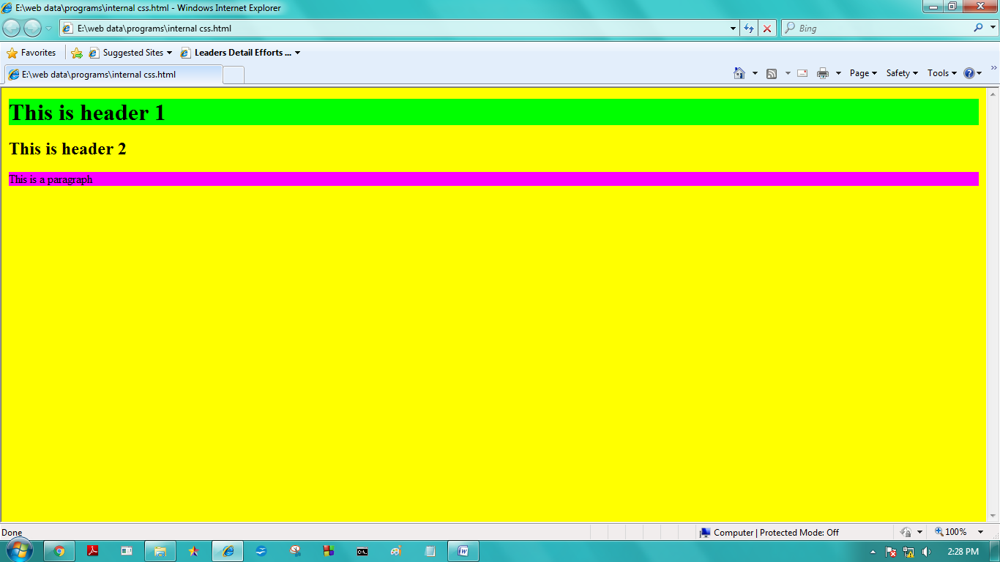 E:\web data\programs\internal css.html - Windows Internet Explorer
E:\web data\programs\internal css.html
Bing
Favorites Suggested Sites Leaders Detail Efforts ...
E:\web data\programs\internal css.html
Page Safety Tools
This is header 1
This is header 2
This is a paragraph
Done
Computer | Protected Mode: Off
100%
2:28 PM